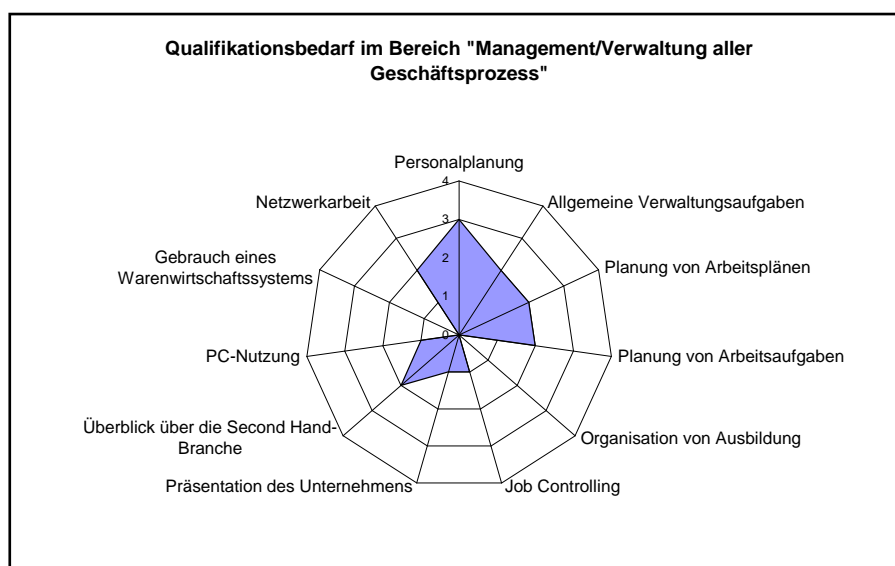 Qualifikationsbedarf im Bereich "Management/Verwaltung aller
Geschäftsprozess"
Personalplanung
Allgemeine Verwaltungsaufgaben
Planung von Arbeitsplänen
Planung von Arbeitsaufgaben
Organisation von Ausbildung
Job Controlling
Präsentation des Unternehmens
Überblick über die Second Hand-
Branche
PC-Nutzung
Gebrauch eines
Warenwirtschaftssystems
Netzwerkarbeit
4
3
2
1
0